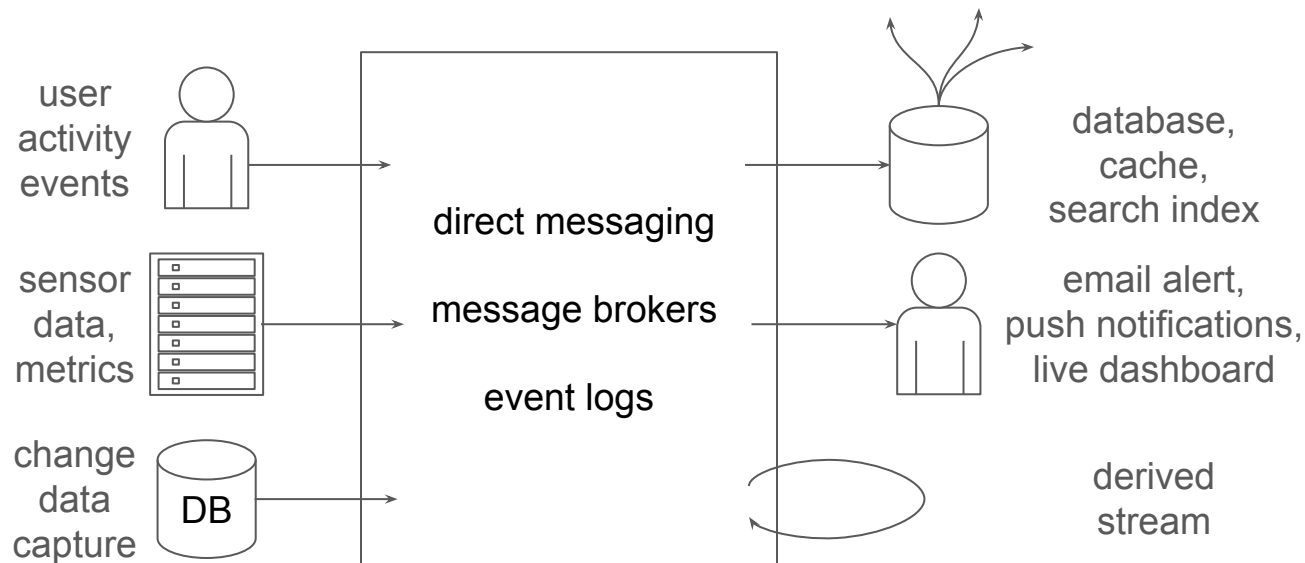 user
activity
events
sensor
data,
metrics
change
data
capture
DB
direct messaging
message brokers
event logs
database,
cache,
search index
email alert,
push notifications,
live dashboard
derived
stream